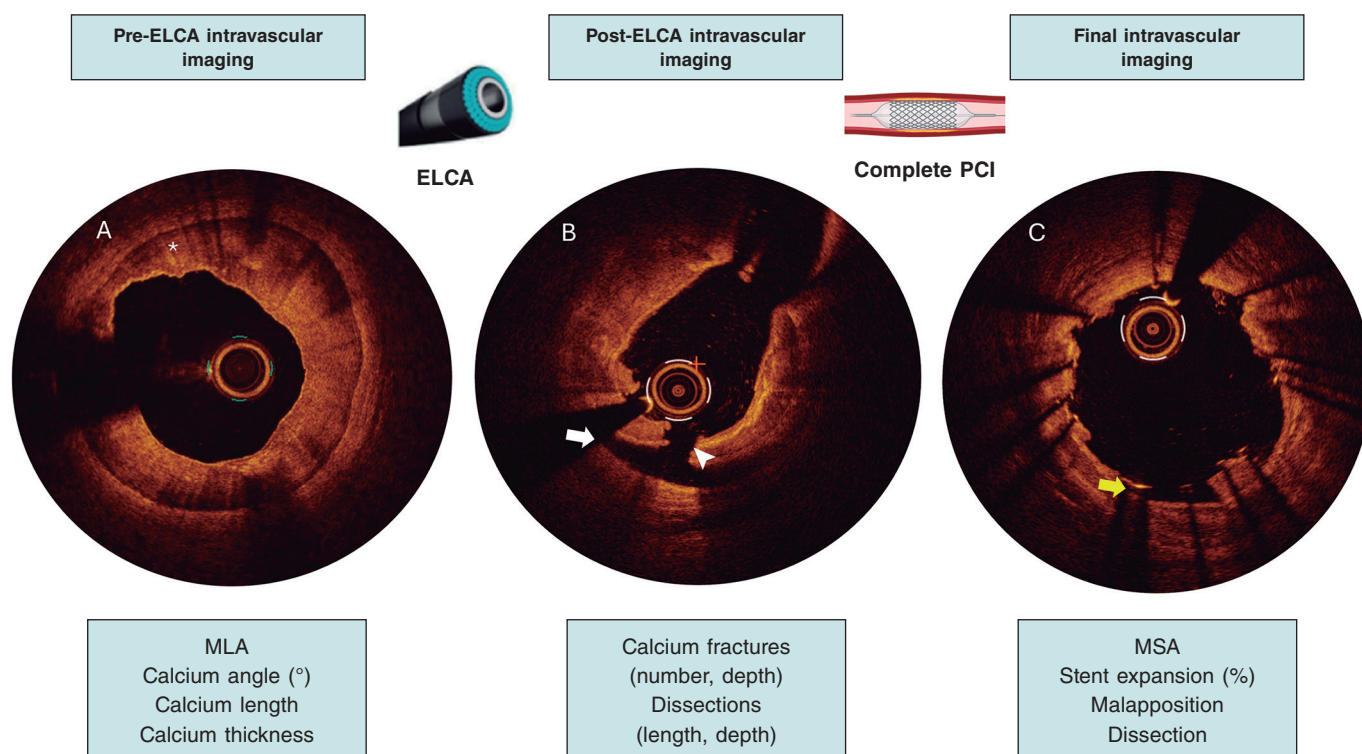 Pre-ELCA intravascular
imaging
Post-ELCA intravascular
imaging
Final intravascular
imaging
ELCA
Complete PCI
A
*
B
C
MLA
Calcium angle (°)
Calcium length
Calcium thickness
Calcium fractures
(number, depth)
Dissections
(length, depth)
MSA
Stent expansion (%)
Malapposition
Dissection